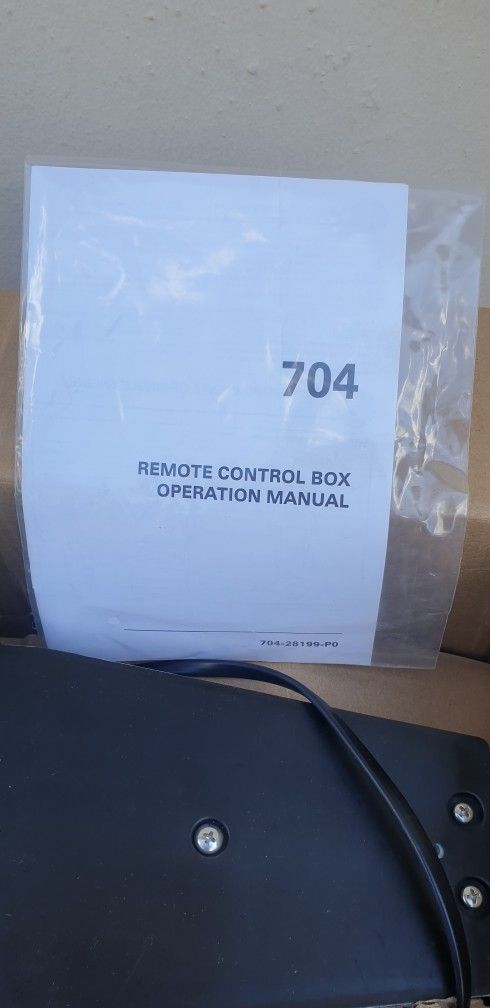 704
REMOTE CONTROL BOX
OPERATION MANUAL
704-28199-P0